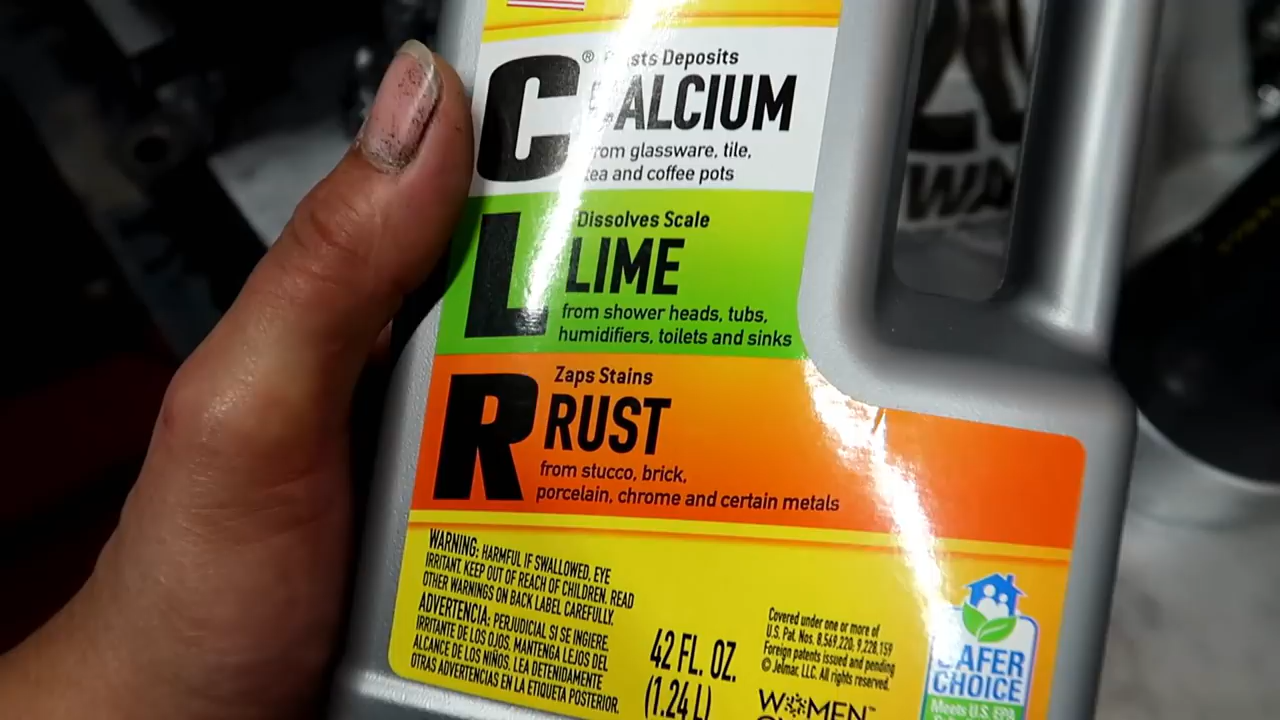 C® Deposits
CALCIUM
from glassware, tile,
tea and coffee pots
L Dissolves Scale
LIME
from shower heads, tubs,
humidifiers, toilets and sinks
R Zaps Stains
RUST
from stucco, brick,
porcelain, chrome and certain metals
WARNING: HARMFUL IF SWALLOWED, EYE
IRRITANT. KEEP OUT OF REACH OF CHILDREN. READ
OTHER WARNINGS ON BACK LABEL CAREFULLY.
ADVERTENCIA: PERJUDICIAL SI SE INGIERE.
IRRITANTE DE LOS OJOS. MANTENGA LEJOS DEL
ALCANCE DE LOS NIÑOS. LEA DETENIDAMENTE
OTRAS ADVERTENCIAS EN LA ETIQUETA POSTERIOR.
42 FL. OZ.
(1.24 L)
Covered under one or more of
U.S. Pat. Nos. 8,569,220, 9,228,159
Foreign patents issued and pending
© Jelmar, LLC. All rights reserved.
WOMEN™
SAFER
CHOICE
Meets U.S. EPA
WA